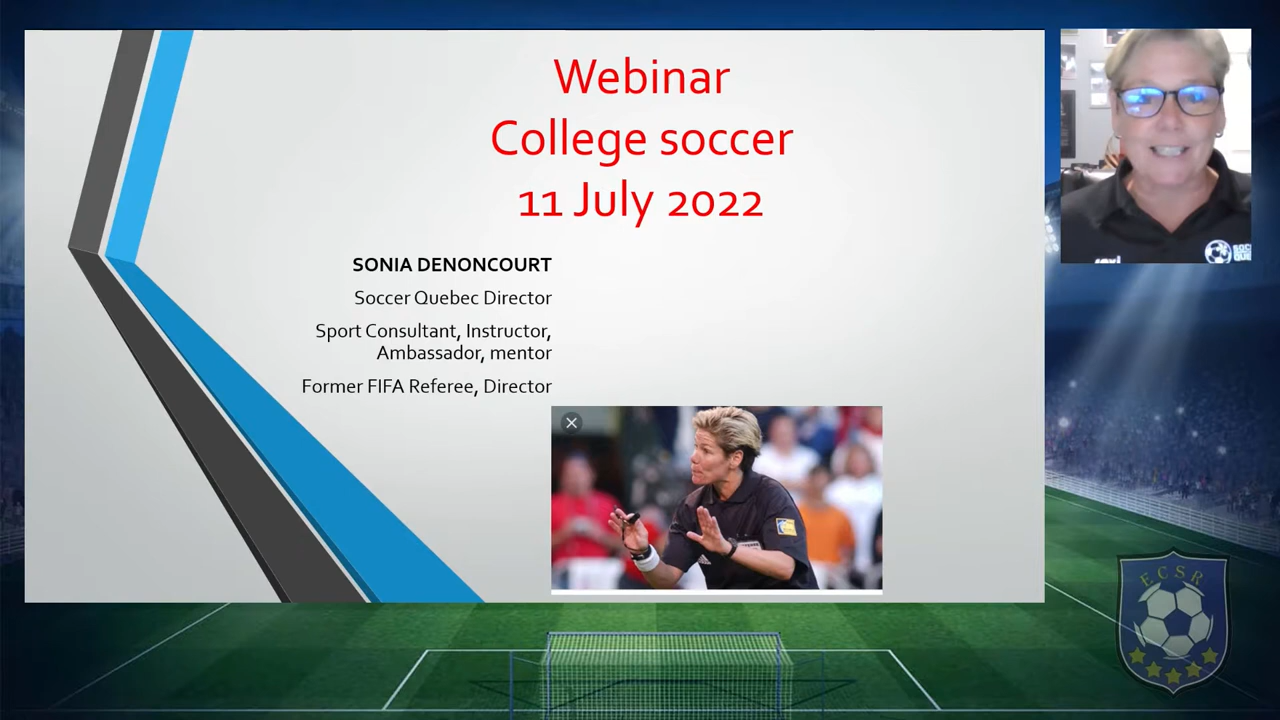 Webinar
College soccer
11 July 2022
SONIA DENONCOURT
Soccer Quebec Director
Sport Consultant, Instructor,
Ambassador, mentor
Former FIFA Referee, Director
ECSR